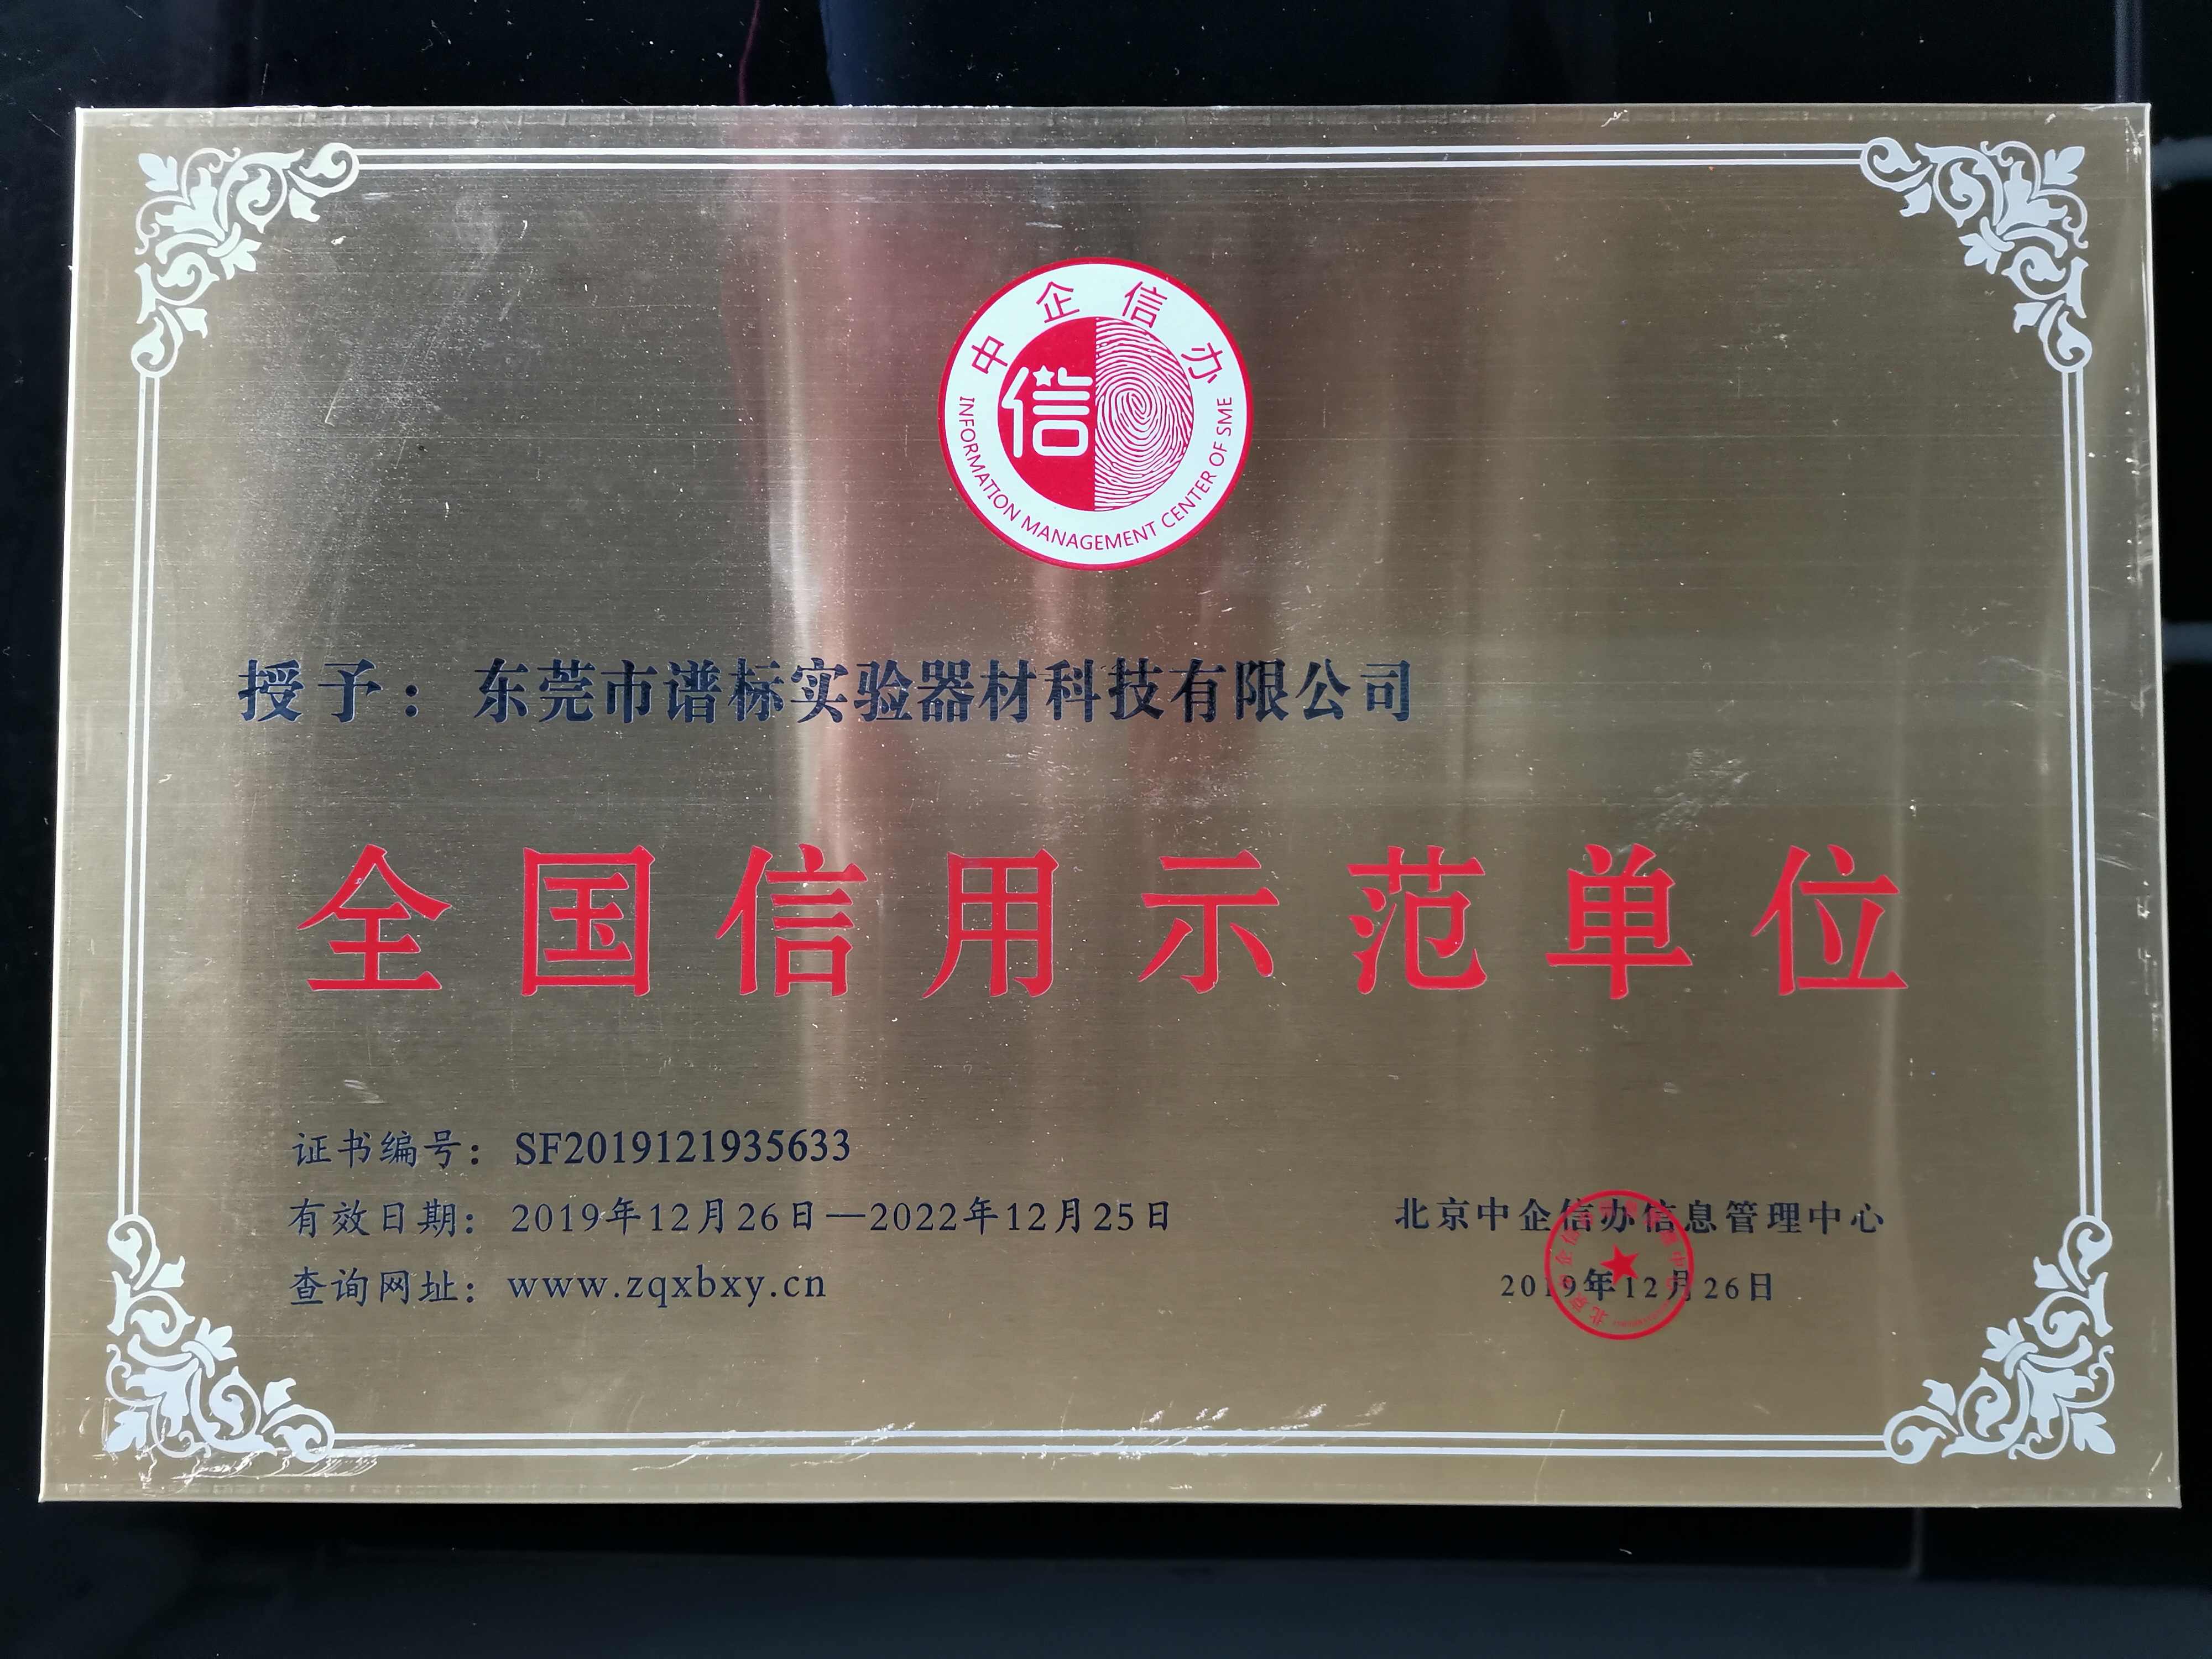 中企信办
信
INFORMATION MANAGEMENT CENTER OF SME
授予：东莞市谱标实验器材科技有限公司
全国信用示范单位
证书编号：SF2019121935633
有效日期：2019年12月26日—2022年12月25日
查询网址：www.zqxbxy.cn
北京中企信办信息管理中心
2019年12月26日